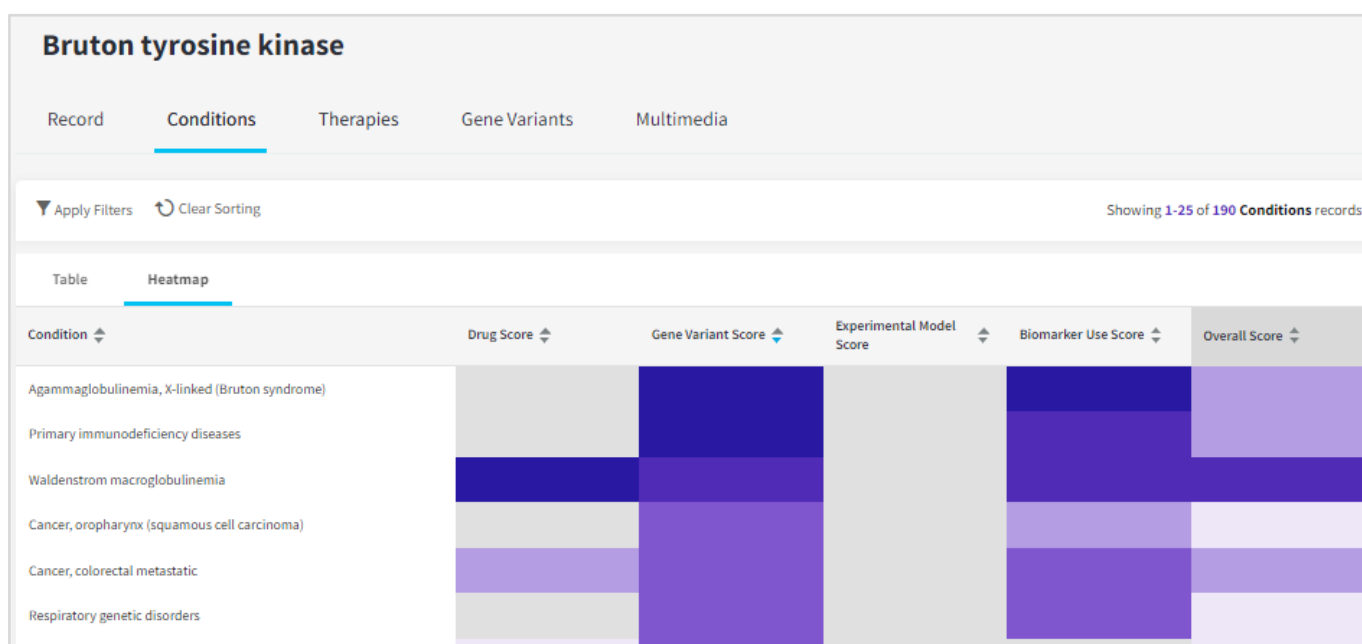 Bruton tyrosine kinase
Record Conditions Therapies Gene Variants Multimedia
Apply Filters Clear Sorting Showing 1-25 of 190 Conditions records
Table Heatmap
Condition Drug Score Gene Variant Score Experimental Model Score Biomarker Use Score Overall Score
Agammaglobulinemia, X-linked (Bruton syndrome)
Primary immunodeficiency diseases
Waldenstrom macroglobulinemia
Cancer, oropharynx (squamous cell carcinoma)
Cancer, colorectal metastatic
Respiratory genetic disorders